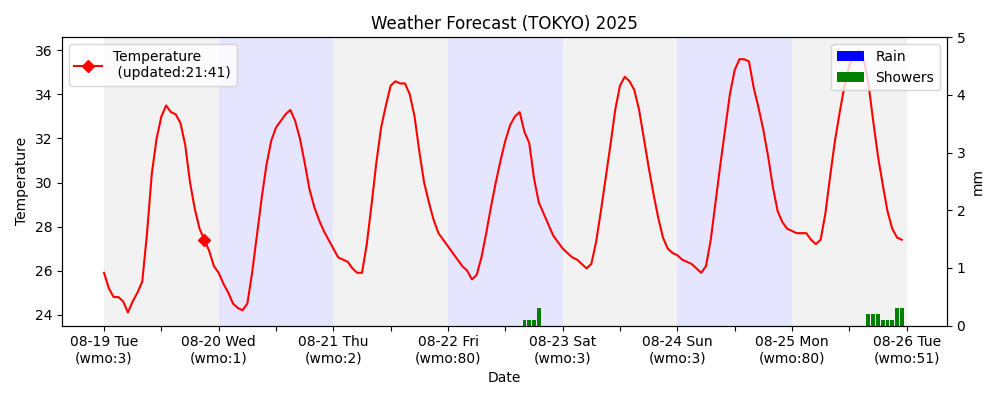 Weather Forecast (TOKYO) 2025
Temperature
(updated:21:41)
Rain
Showers
36
34
32
30
28
26
24
Temperature
5
4
3
2
1
0
mm
08-19 Tue
(wmo:3)
08-20 Wed
(wmo:1)
08-21 Thu
(wmo:2)
08-22 Fri
(wmo:80)
08-23 Sat
(wmo:3)
08-24 Sun
(wmo:3)
08-25 Mon
(wmo:80)
08-26 Tue
(wmo:51)
Date